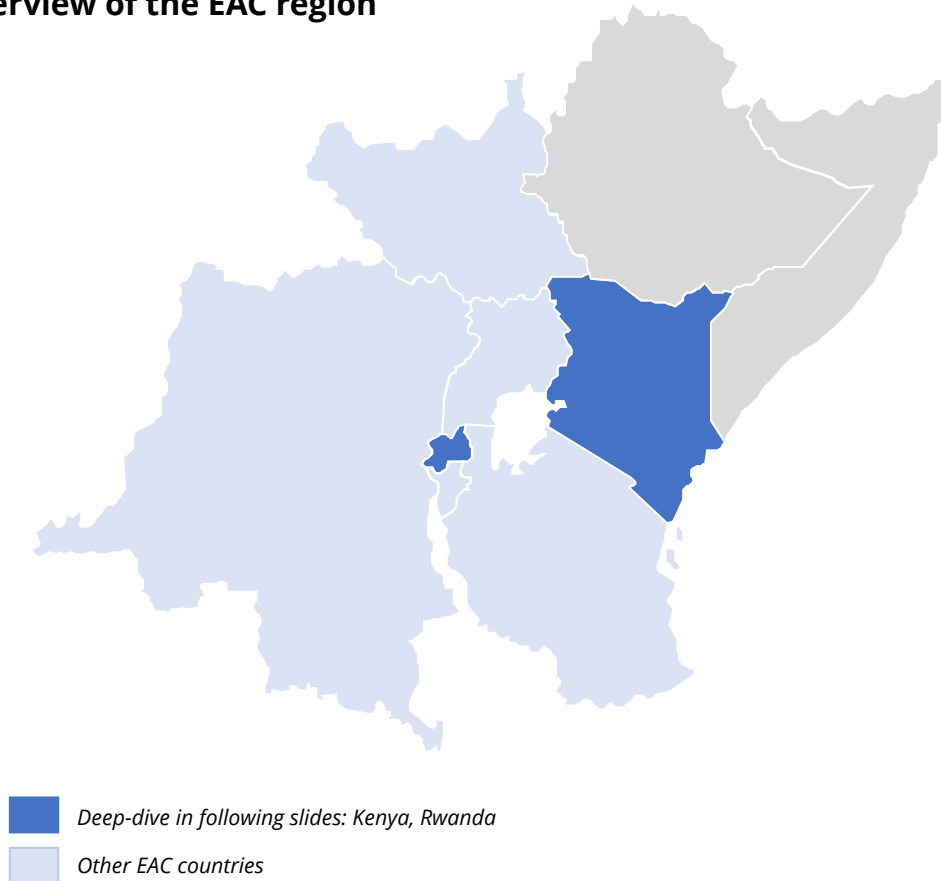 erview of the EAC region
Deep-dive in following slides: Kenya, Rwanda
Other EAC countries